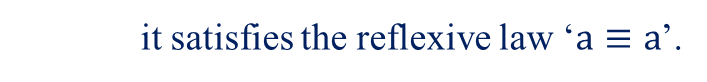 it satisfies the reflexive law ‘a ≡ a’.